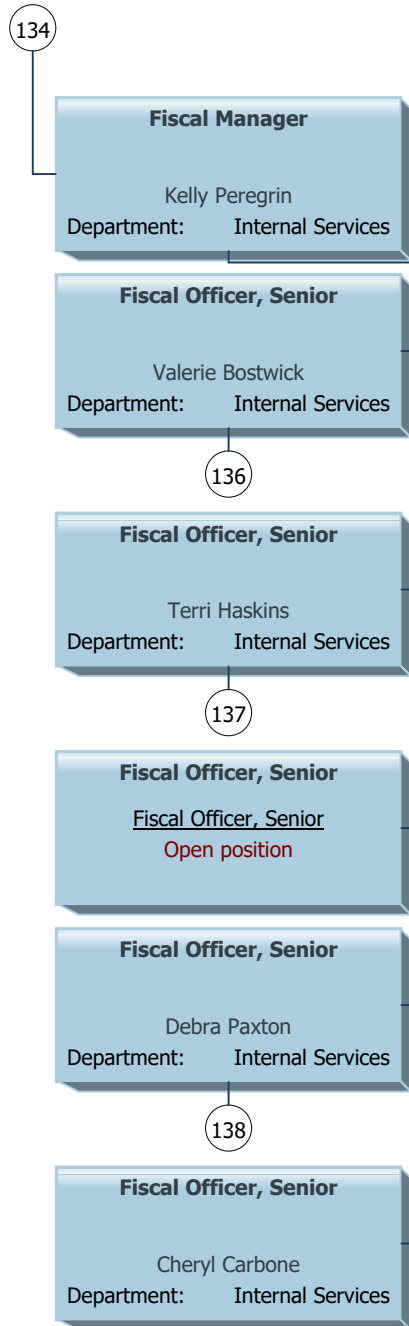 134
Fiscal Manager
Kelly Peregrin
Department: Internal Services
Fiscal Officer, Senior
Valerie Bostwick
Department: Internal Services
136
Fiscal Officer, Senior
Terri Haskins
Department: Internal Services
137
Fiscal Officer, Senior
Fiscal Officer, Senior
Open position
Fiscal Officer, Senior
Debra Paxton
Department: Internal Services
138
Fiscal Officer, Senior
Cheryl Carbone
Department: Internal Services